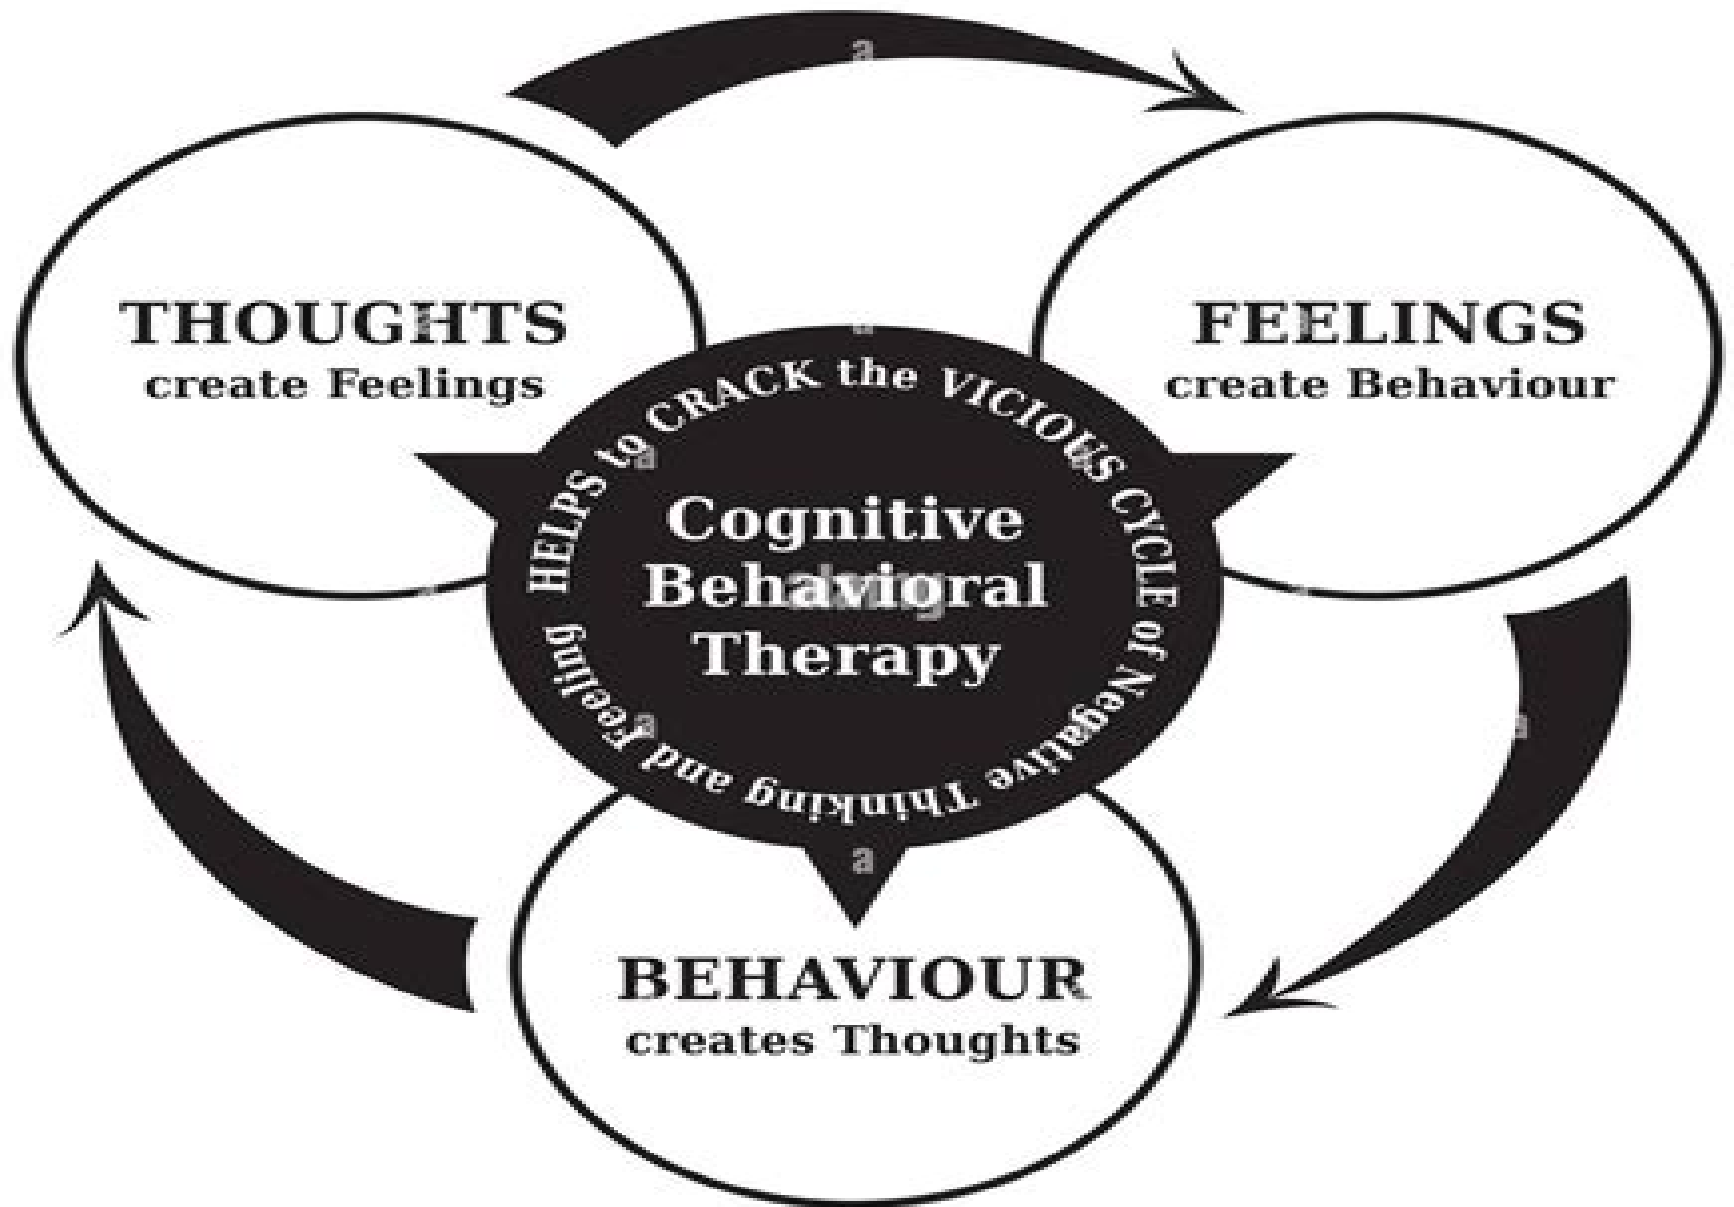 THOUGHTS
create Feelings
FEELINGS
create Behaviour
HELPS to CRACK the VICIOUS CYCLE of Negative Thinking and Feeling
Cognitive
Behavioral
Therapy
BEHAVIOUR
creates Thoughts
a
a
a
a
a
alamy